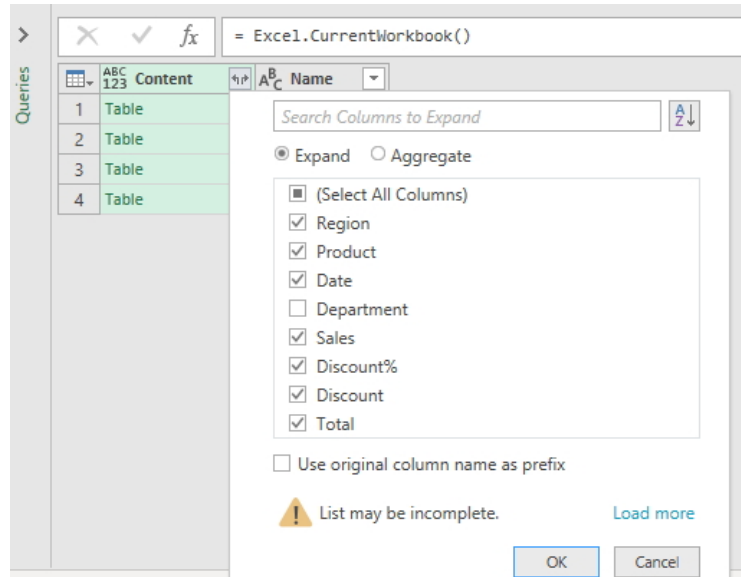 fx = Excel.CurrentWorkbook()
Queries
ABC 123 Content ABC Name
1 Table
2 Table
3 Table
4 Table
Search Columns to Expand
AZ
Expand Aggregate
(Select All Columns)
Region
Product
Date
Department
Sales
Discount%
Discount
Total
Use original column name as prefix
List may be incomplete. Load more
OK Cancel